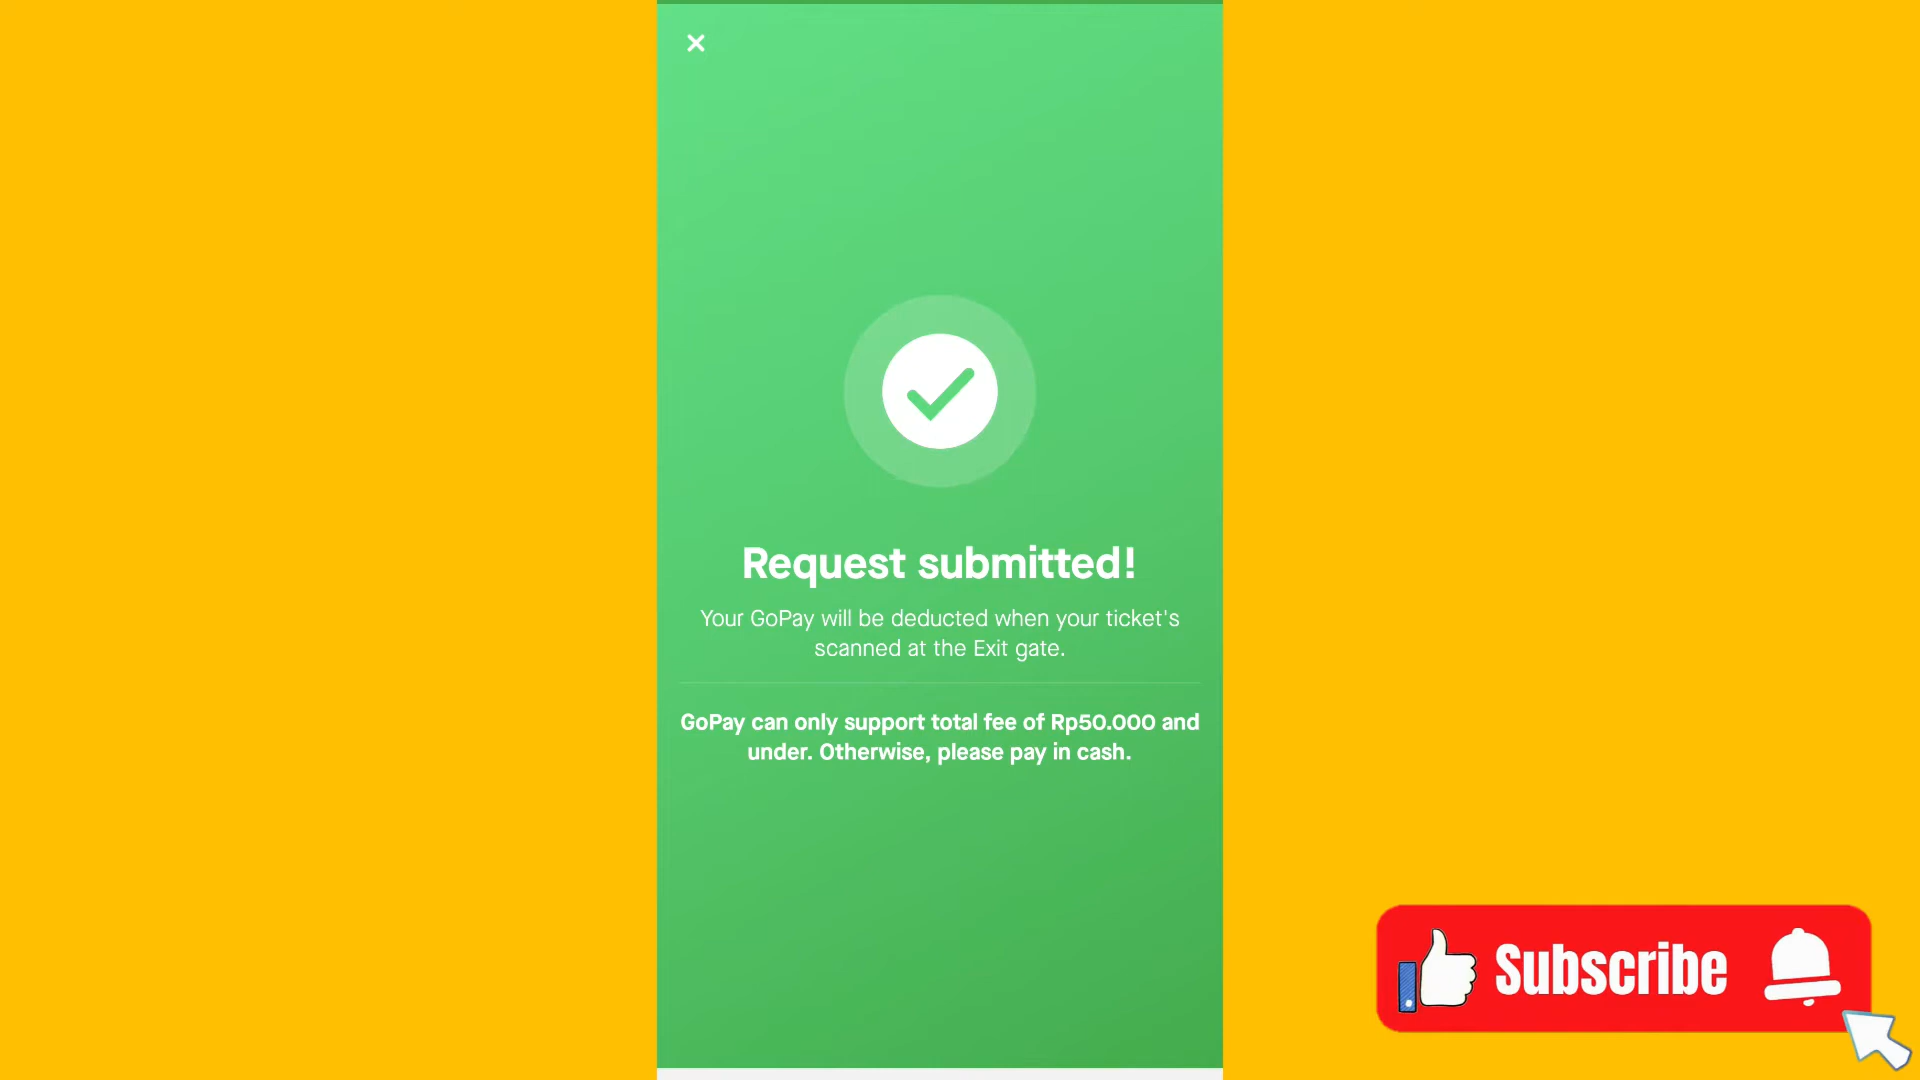 Request submitted!
Your GoPay will be deducted when your ticket's
scanned at the Exit gate.
GoPay can only support total fee of Rp50.000 and
under. Otherwise, please pay in cash.
Subscribe